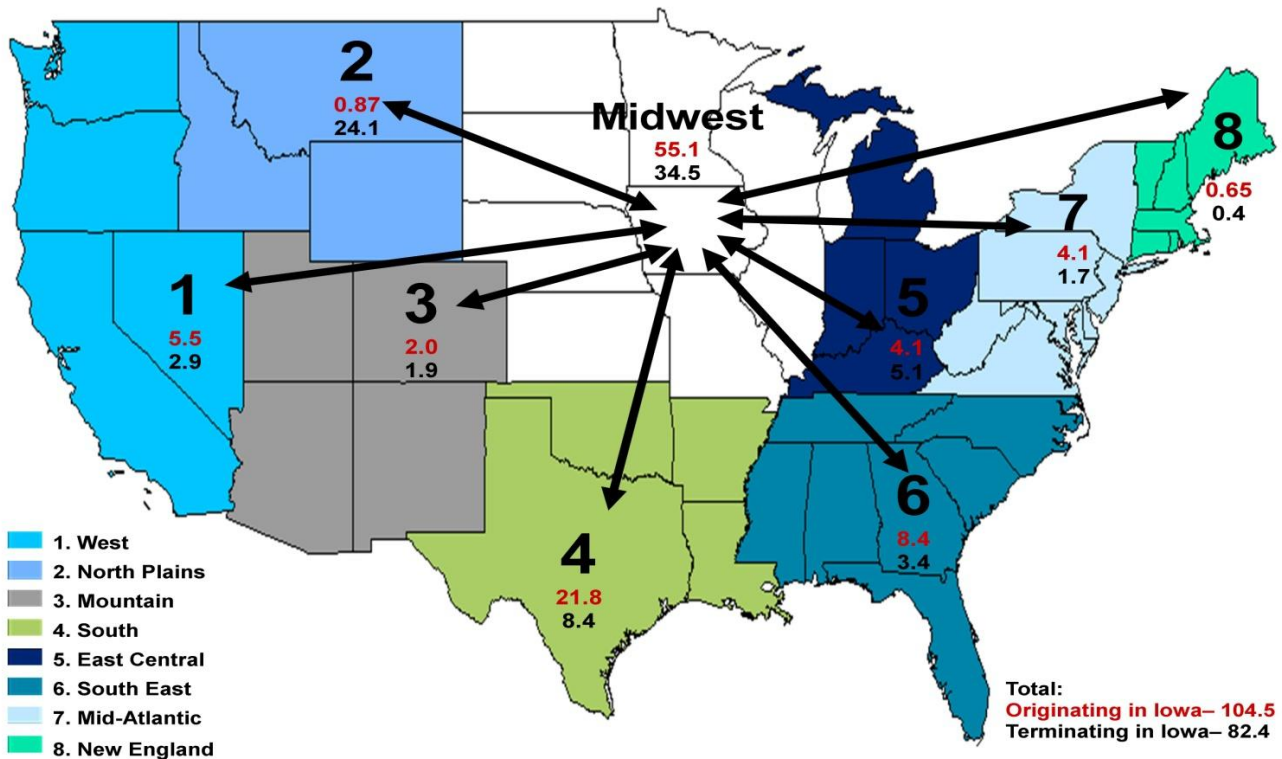 2
0.87
24.1
Midwest
55.1
34.5
8
0.65
0.4
7
4.1
1.7
1
5.5
2.9
3
2.0
1.9
5
4.1
5.1
6
8.4
3.4
4
21.8
8.4
1. West
2. North Plains
3. Mountain
4. South
5. East Central
6. South East
7. Mid-Atlantic
8. New England
Total:
Originating in Iowa– 104.5
Terminating in Iowa– 82.4